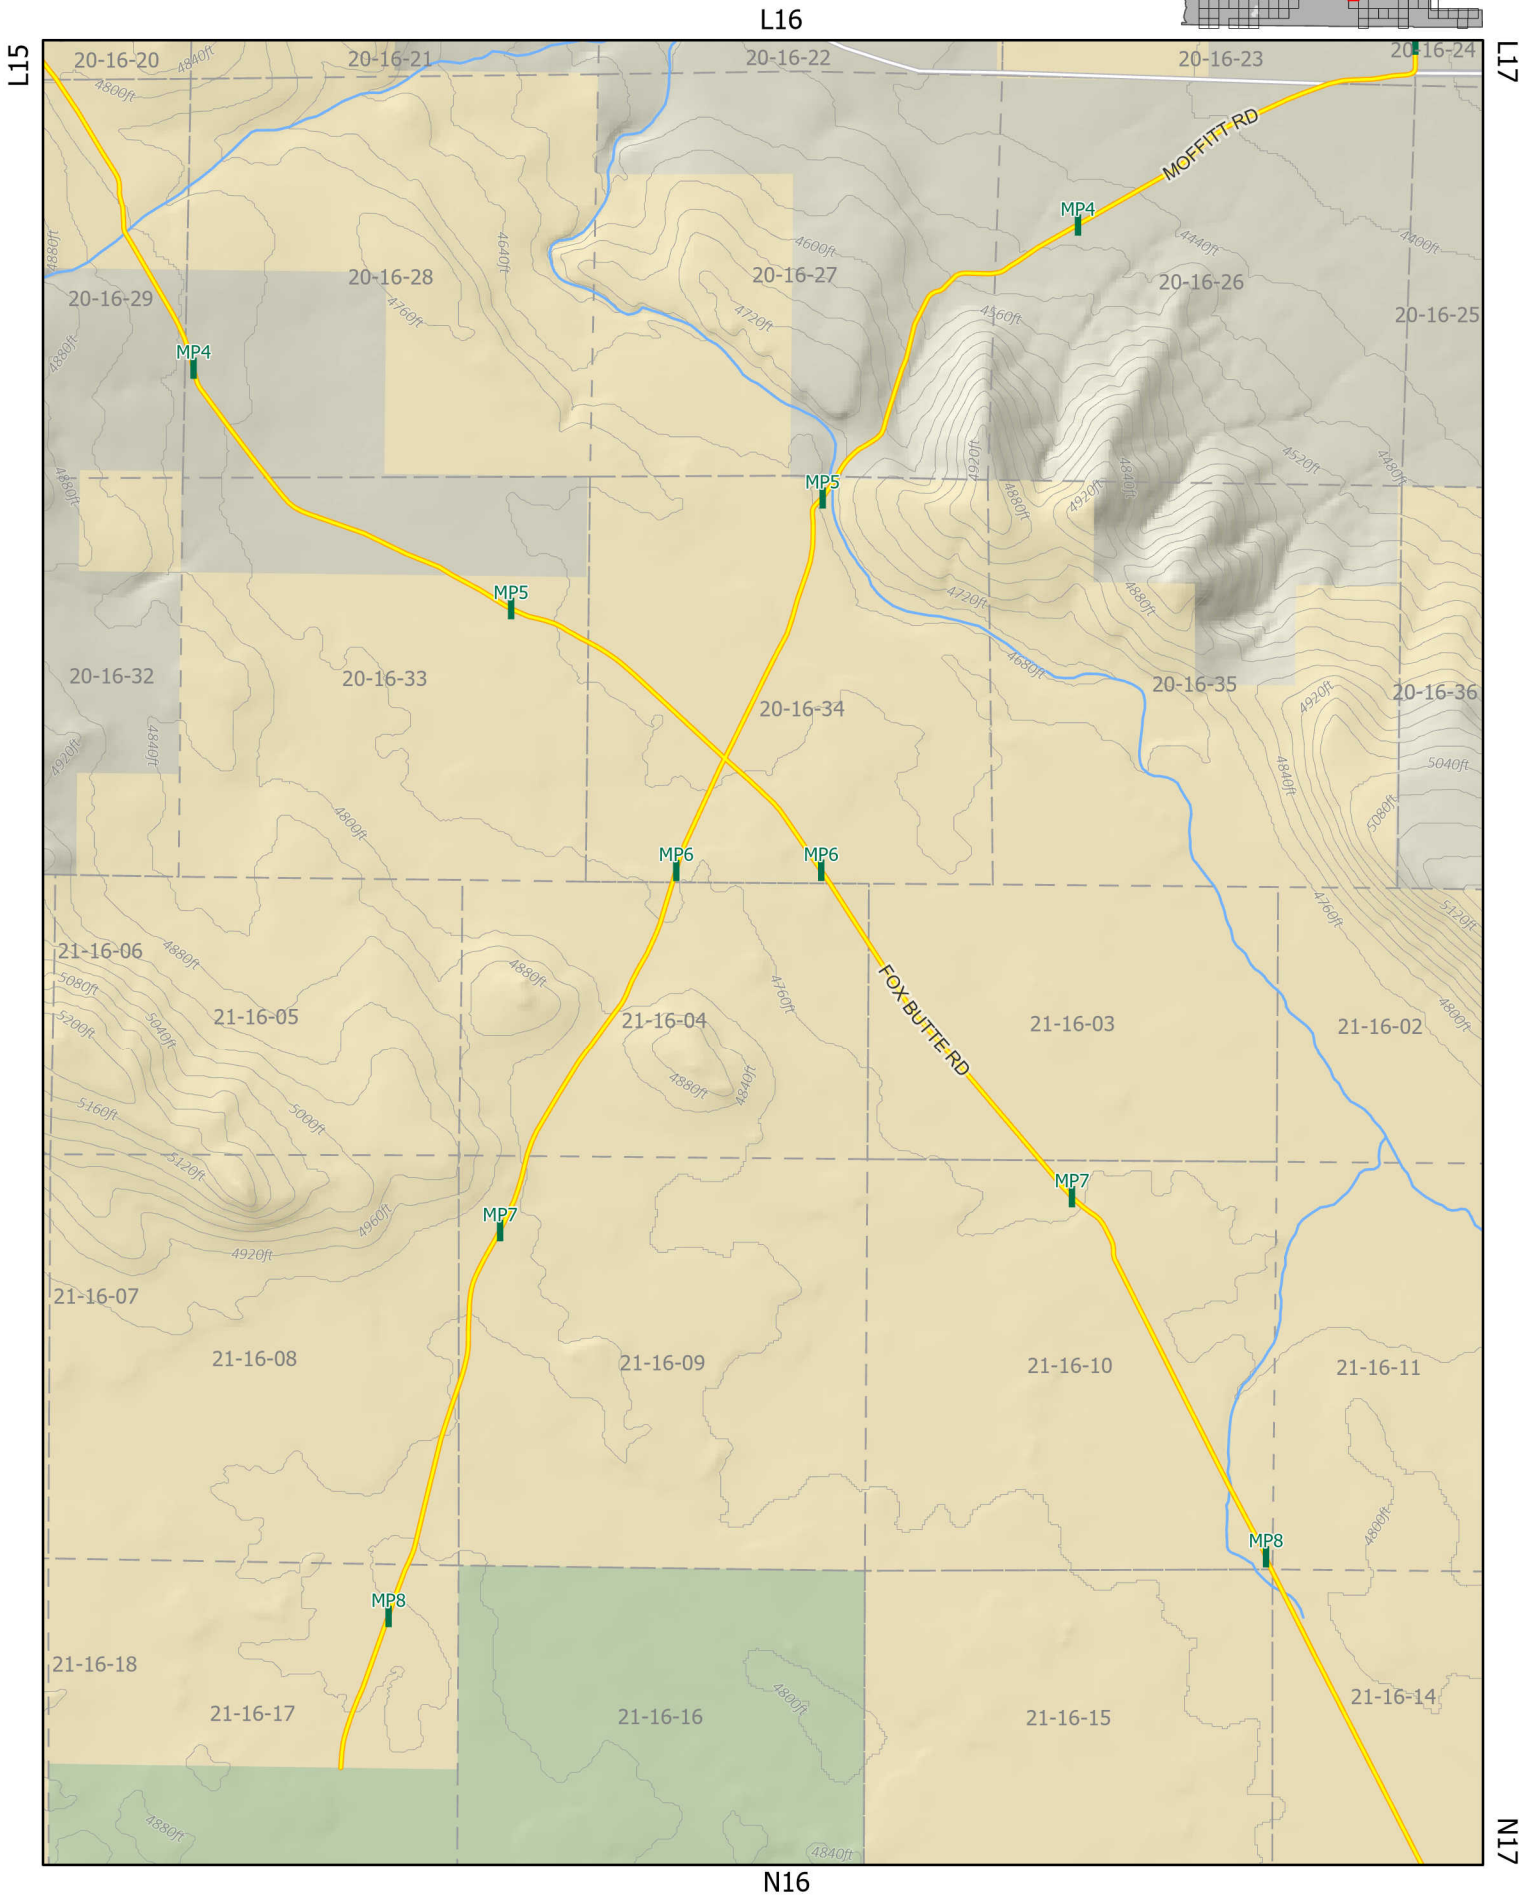 L16
L15
L17
20-16-20
4840ft
20-16-21
20-16-22
20-16-23
20-16-24
4800ft
MOFFITT RD
MP4
4880ft
4640ft
4600ft
4440ft
4400ft
20-16-29
20-16-28
20-16-27
20-16-26
4760ft
4720ft
4560ft
20-16-25
4880ft
MP4
4920ft
4840ft
4520ft
4480ft
4880ft
MP5
4880ft
4920ft
MP5
4720ft
4880ft
4680ft
20-16-32
20-16-33
20-16-34
20-16-35
20-16-36
4920ft
4920ft
4840ft
4840ft
5040ft
4800ft
5080ft
MP6
MP6
4760ft
5120ft
21-16-06
4880ft
4880ft
5080ft
4760ft
FOX BUTTE RD
21-16-05
21-16-04
21-16-03
21-16-02
4800ft
5200ft
5040ft
4880ft
4840ft
5160ft
5000ft
5120ft
MP7
MP7
4960ft
4920ft
21-16-07
21-16-08
21-16-09
21-16-10
21-16-11
4800ft
MP8
MP8
21-16-18
21-16-17
21-16-16
21-16-15
21-16-14
4800ft
4880ft
4840ft
N17
N16